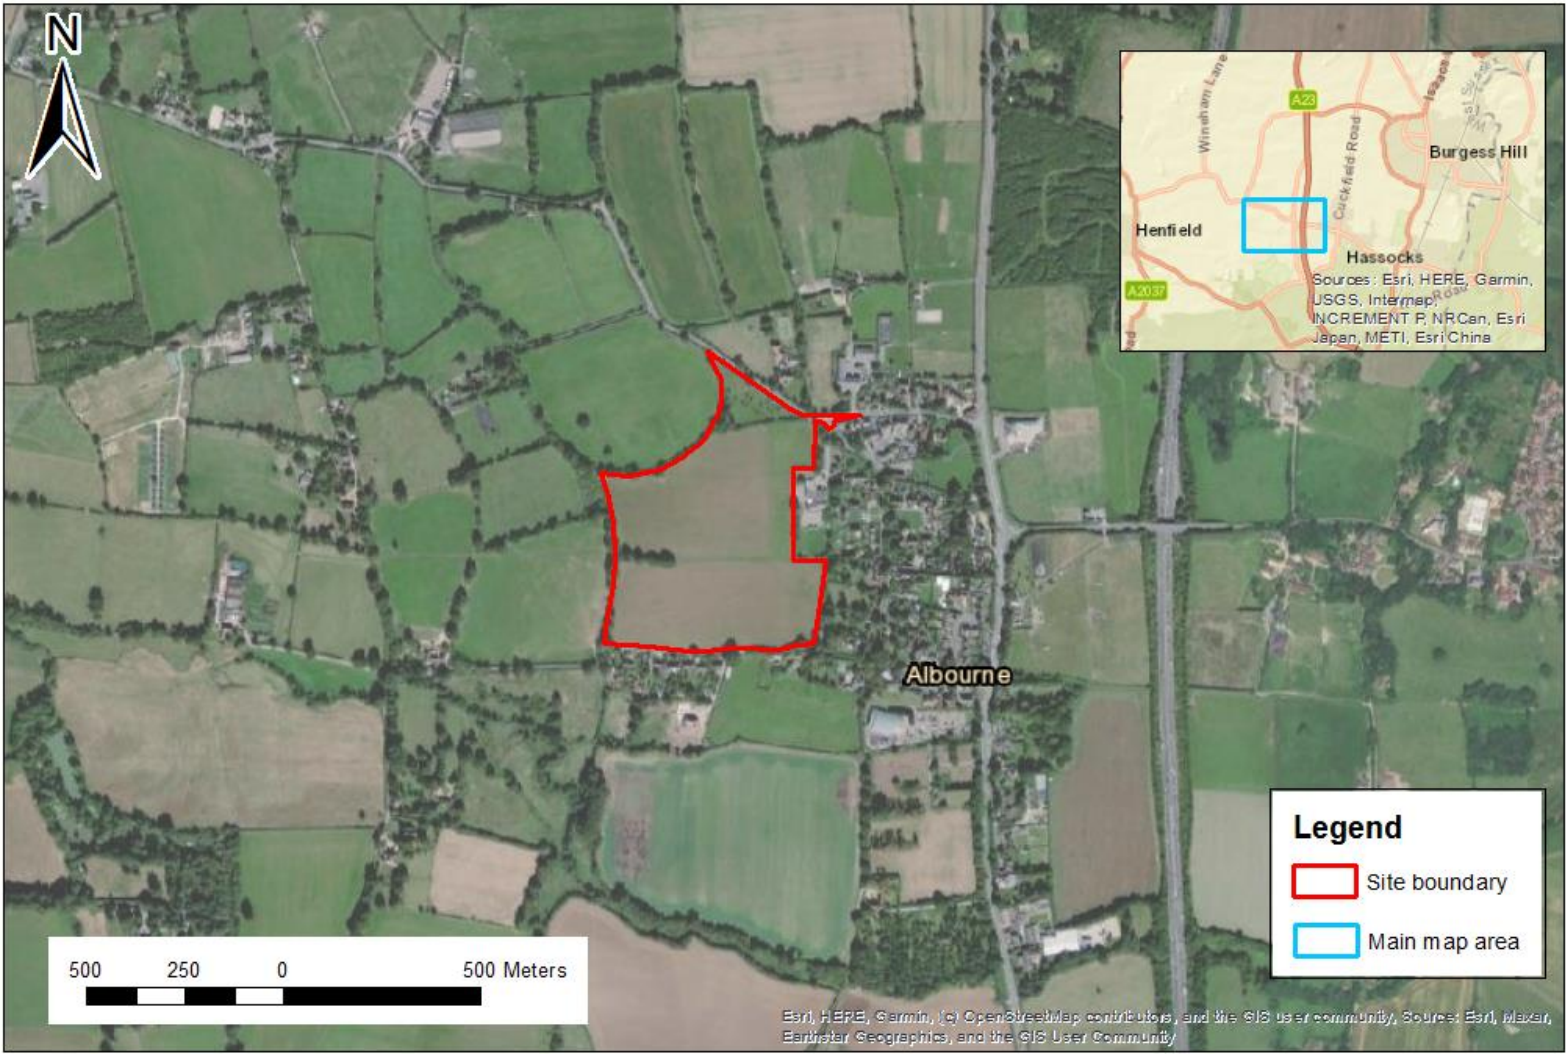 N
A23
Wineham Lane
Cuckfield Road
Isaacs
Burgess Hill
Henfield
Hassocks
A2037
Road
Sources: Esri, HERE, Garmin,
USGS, Intermap,
INCREMENT P, NRCan, Esri
Japan, METI, Esri China
Albourne
Legend
Site boundary
Main map area
500 250 0 500 Meters
Esri, HERE, Garmin, (c) OpenStreetMap contributors, and the GIS user community, Source: Esri, Maxar,
Earthstar Geographics, and the GIS User Community